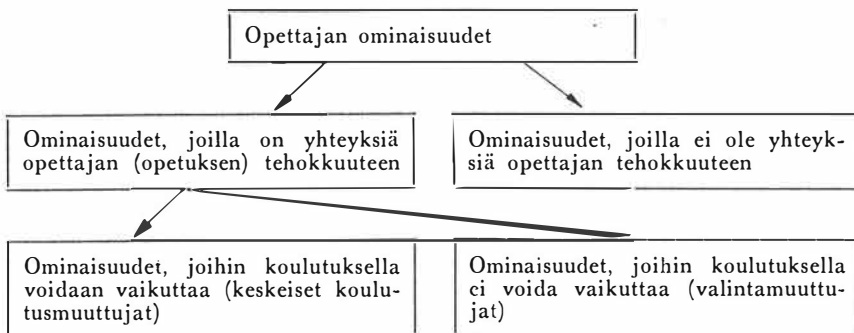 Opettajan ominaisuudet
Ominaisuudet, joilla on yhteyksiä
opettajan (opetuksen) tehokkuuteen
Ominaisuudet, joilla ei ole yhteyk-
siä opettajan tehokkuuteen
Ominaisuudet, joihin koulutuksella
voidaan vaikuttaa (keskeiset koulu-
tusmuuttujat)
Ominaisuudet, joihin koulutuksella
ei voida vaikuttaa (valintamuuttu-
jat)